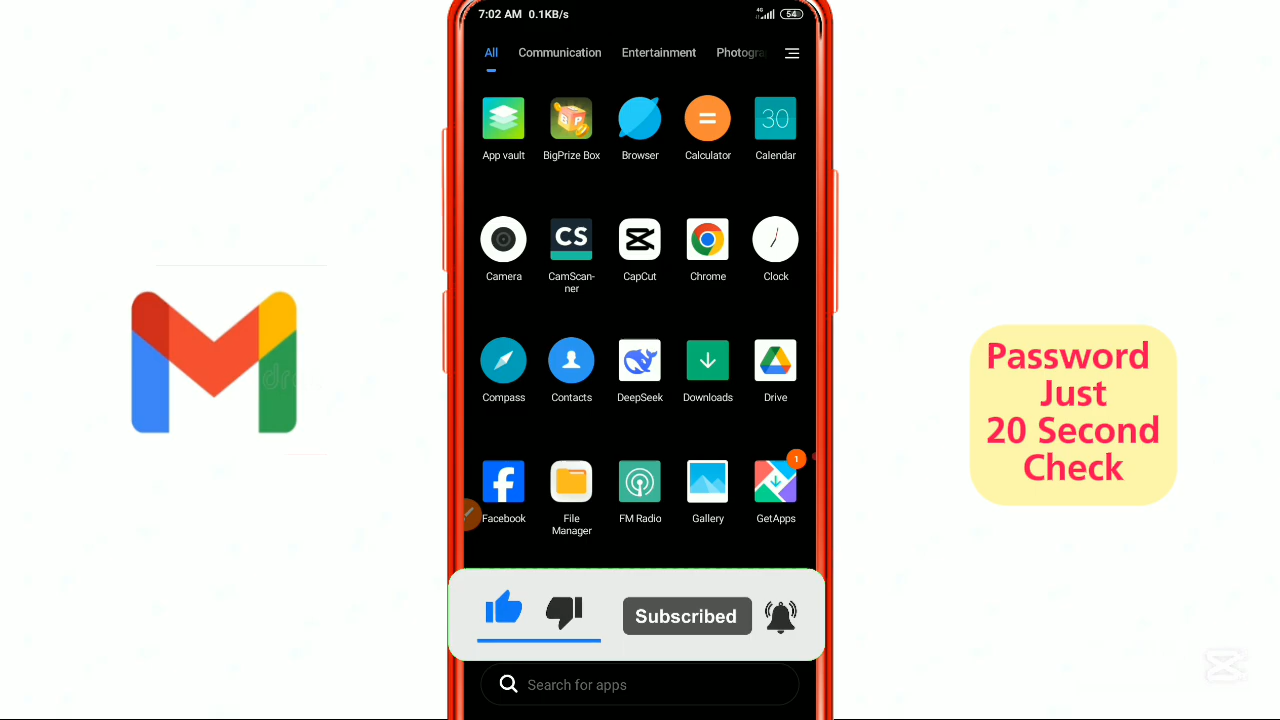 7:02 AM 0.1KB/s
4G
54
All Communication Entertainment Photogra
App vault BigPrize Box Browser Calculator Calendar
30
CS
Camera CamScan-
ner CapCut Chrome Clock
Compass Contacts DeepSeek Downloads Drive
1
Facebook File
Manager FM Radio Gallery GetApps
Subscribed
Search for apps
Password
Just
20 Second
Check